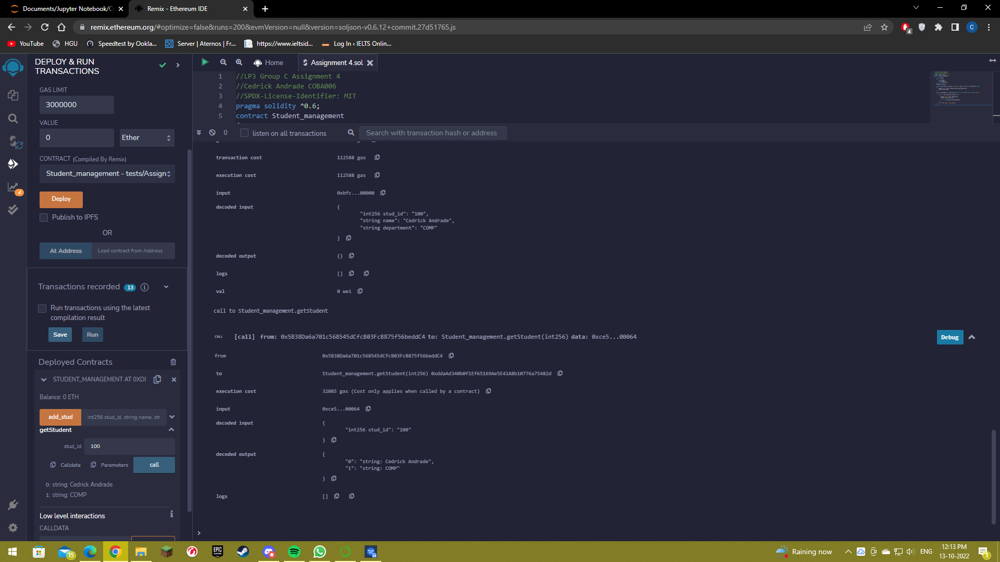 Documents/Jupyter Notebook/C
Remix - Ethereum IDE
remix.ethereum.org/#optimize=false&runs=200&evmVersion=null&version=soljson-v0.6.12+commit.27d51765.js
4
C
YouTube
HGU
Speedtest by Ookla...
Server | Aternos | Fr...
https://www.ieltsid...
Log In ‹ IELTS Onlin...
DEPLOY & RUN
TRANSACTIONS
GAS LIMIT
3000000
VALUE
0
Ether
CONTRACT (Compiled By Remix)
Student_management - tests/Assign
Deploy
Publish to IPFS
OR
At Address
Load contract from Address
Transactions recorded 13 i
Run transactions using the latest
compilation result
Save
Run
Deployed Contracts
STUDENT_MANAGEMENT AT 0XD
Balance: 0 ETH
add_stud
int256 stud_id, string name, str
getStudent
stud_id:
100
Calldata
Parameters
call
0: string: Cedrick Andrade
1: string: COMP
Low level interactions
i
CALLDATA
4
Home
Assignment 4.sol
1 //LP3 Group C Assignment 4
2 //Cedrick Andrade COBA006
3 //SPDX-License-Identifier: MIT
4 pragma solidity ^0.6;
5 contract Student_management
0
listen on all transactions
Search with transaction hash or address
transaction cost 112588 gas
execution cost 112588 gas
input 0xbfc...00000
decoded input {
"int256 stud_id": "100",
"string name": "Cedrick Andrade",
"string department": "COMP"
}
decoded output {}
logs []
val 0 wei
call to Student_management.getStudent
CALL [call] from: 0x5B38Da6a701c568545dCfcB03FcB875f56beddC4 to: Student_management.getStudent(int256) data: 0xce5...00064
Debug
from 0x5B38Da6a701c568545dCfcB03FcB875f56beddC4
to Student_management.getStudent(int256) 0xddaAd340b0f1Ef65169Ae5E41A8b10776a75482d
execution cost 32085 gas (Cost only applies when called by a contract)
input 0xce5...00064
decoded input {
"int256 stud_id": "100"
}
decoded output {
"0": "string: Cedrick Andrade",
"1": "string: COMP"
}
logs []
>
15
EPIC
GAMES
Raining now
ENG
12:13 PM
13-10-2022
3